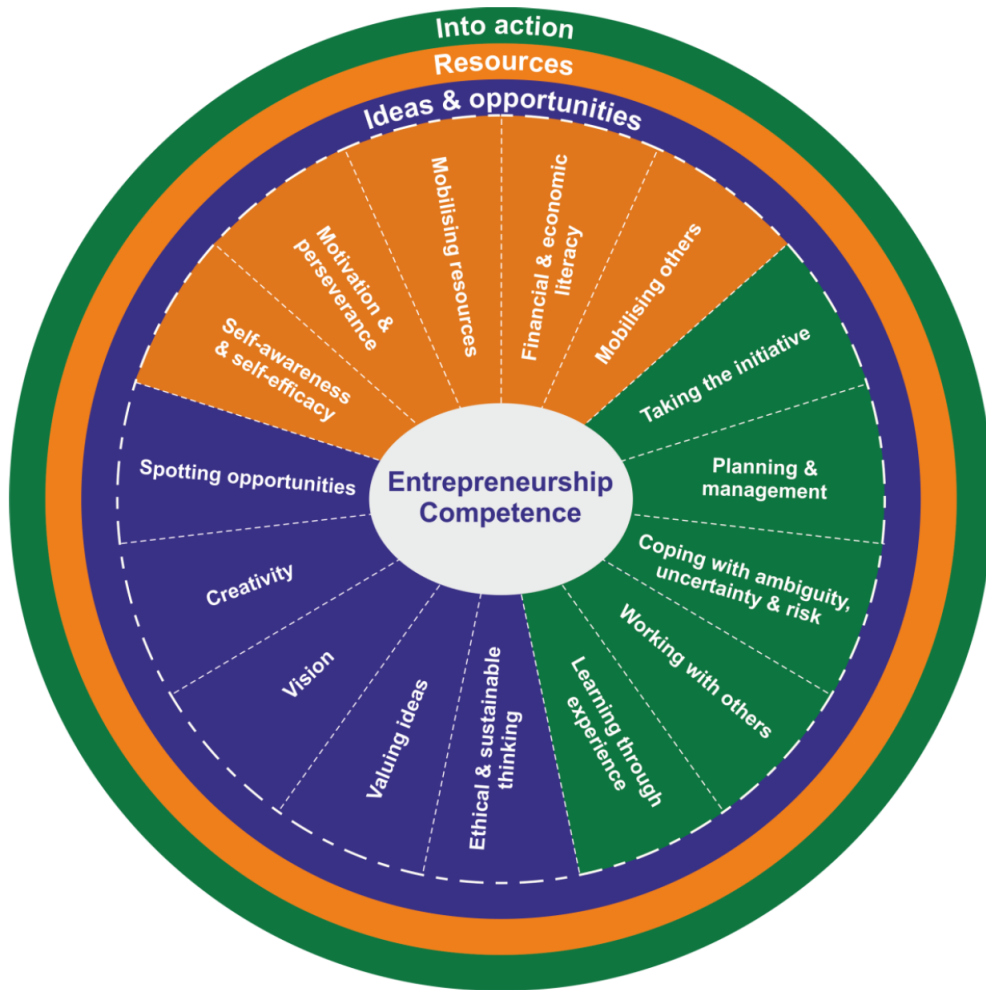 Into action
Resources
Ideas & opportunities
Self-awareness
& self-efficacy
Motivation &
perseverance
Mobilising resources
Financial & economic
literacy
Mobilising others
Taking the initiative
Planning &
management
Coping with ambiguity,
uncertainty & risk
Working with others
Learning through
experience
Ethical & sustainable
thinking
Valuing ideas
Vision
Creativity
Spotting opportunities
Entrepreneurship
Competence